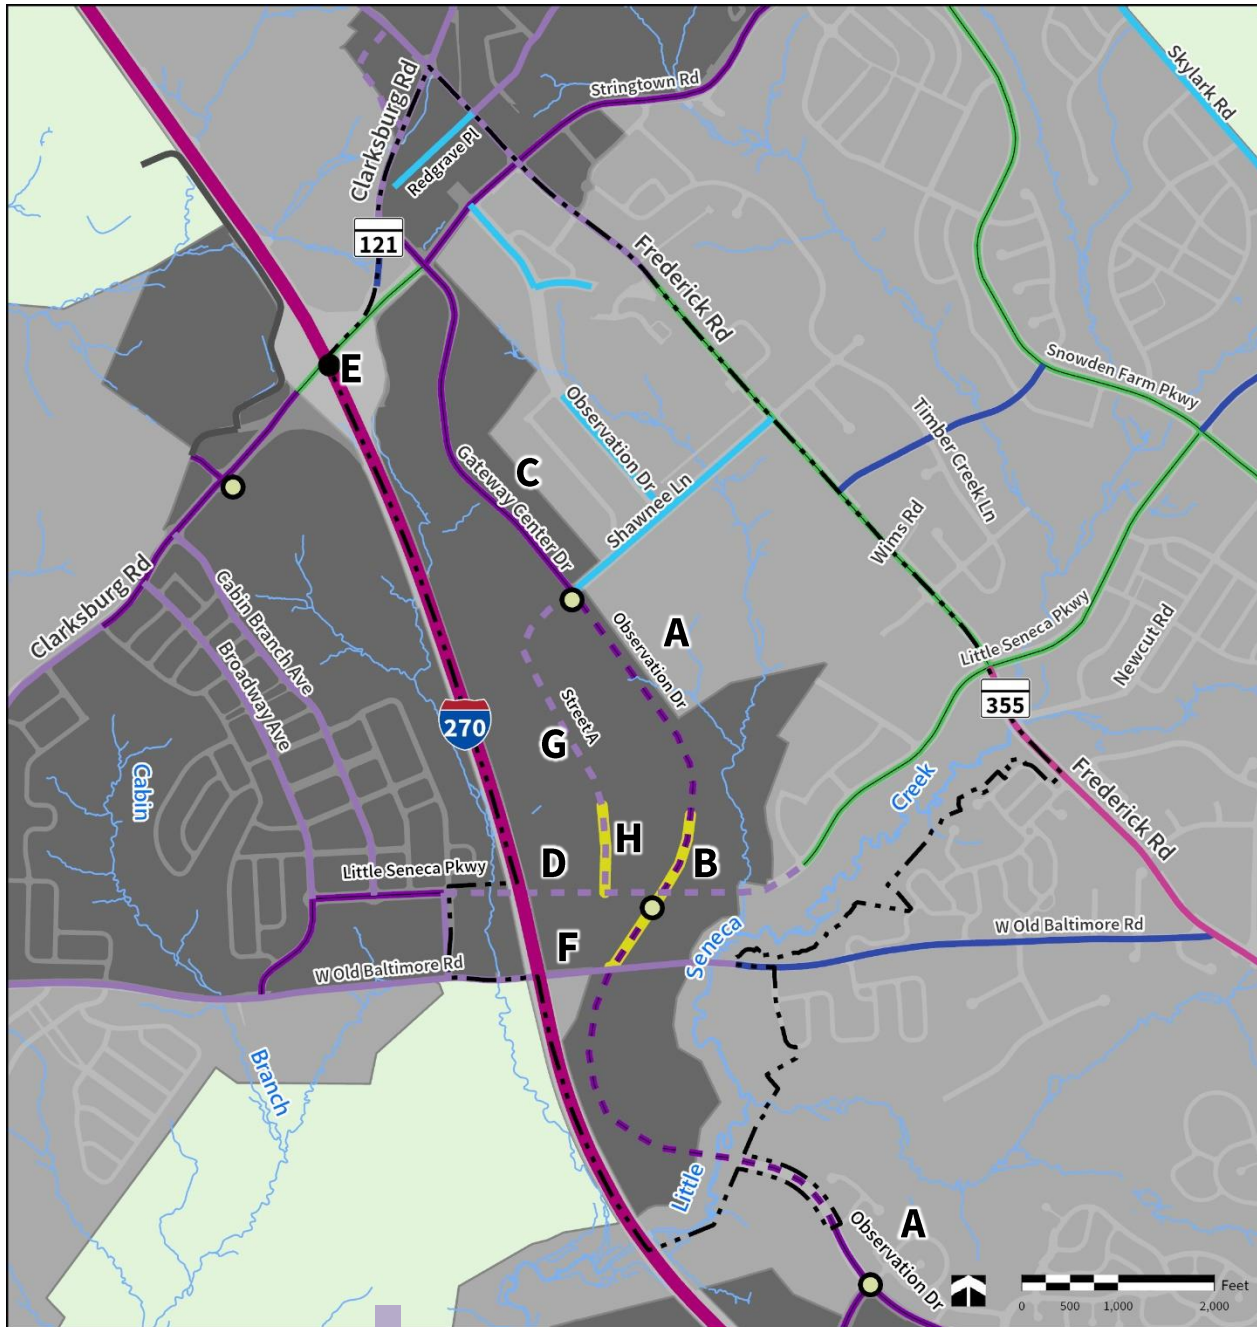 Clarksburg Rd
Stringtown Rd
Skylark Rd
Redgrave Pl
121
Frederick Rd
E
Snowden Farm Pkwy
Observation Dr
Timber Creek Ln
C
Gateway Center Dr
Shawnee Ln
Wims Rd
Clarksburg Rd
Cabin Branch Ave
Broadway Ave
Observation Dr
A
Little Seneca Pkwy
Newcut Rd
355
270
Street A
G
Cabin
Creek
Frederick Rd
H
B
D
Little Seneca Pkwy
W Old Baltimore Rd
F
Seneca
W Old Baltimore Rd
Branch
Little
A
Observation Dr
Feet
0 500 1,000 2,000